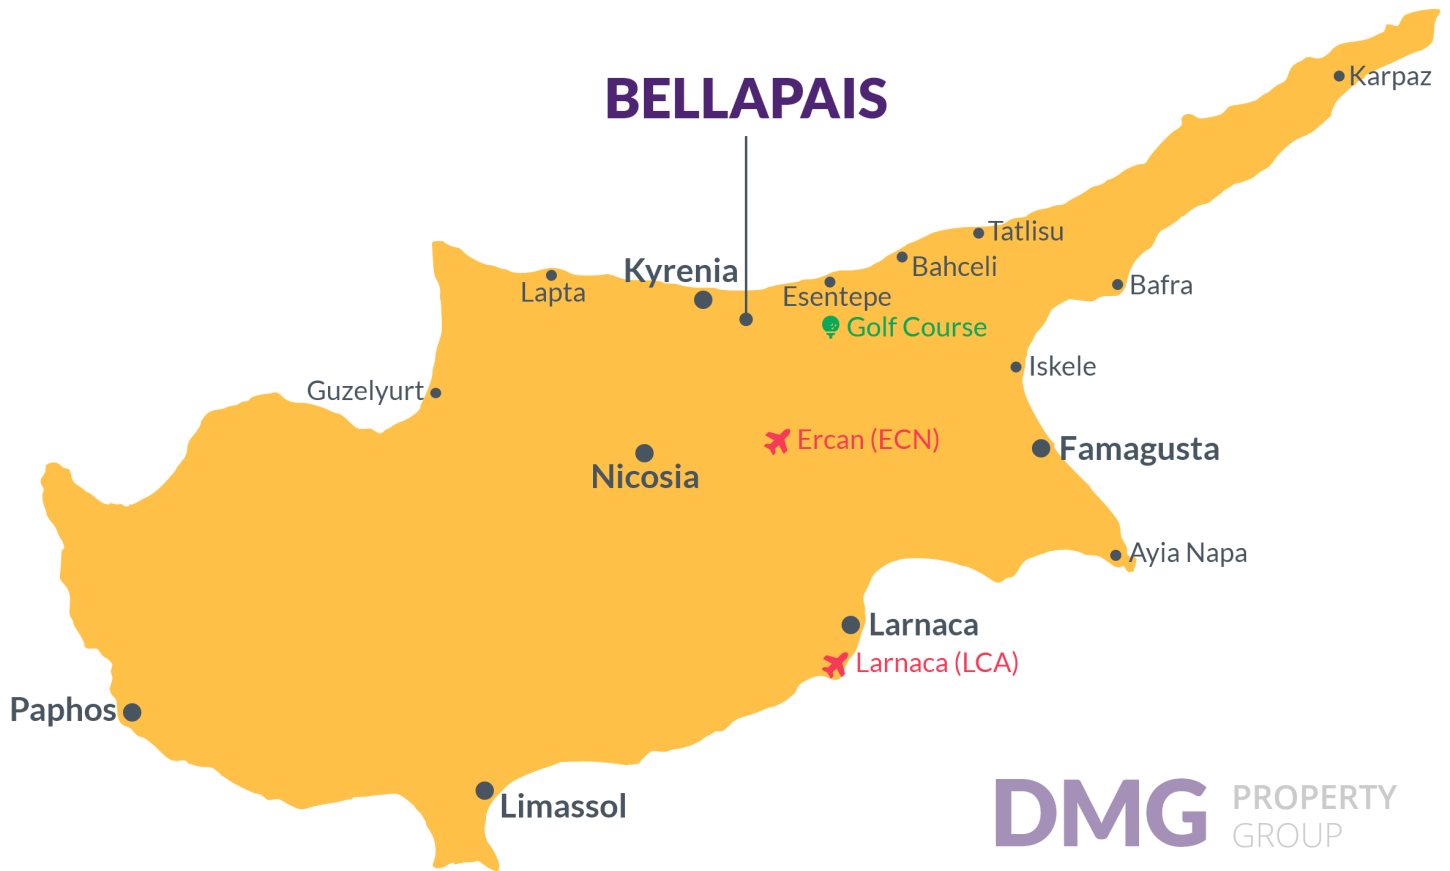 Karpaz
BELLAPAIS
Tatlisu
Bahceli
Kyrenia
Lapta
Esentepe
Bafra
Golf Course
Iskele
Guzelyurt
Ercan (ECN)
Famagusta
Nicosia
Ayia Napa
Larnaca
Larnaca (LCA)
Paphos
Limassol
DMG PROPERTY
GROUP